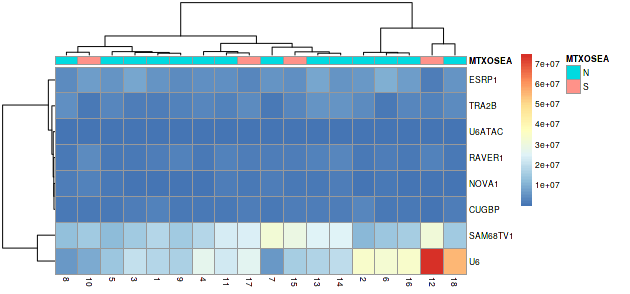 MTXOSEA
ESRP1
TRA2B
U6ATAC
RAVER1
NOVA1
CUGBP
SAM68TV1
U6
8 10 5 3 1 9 4 11 17 7 15 13 14 2 6 16 12 18
7e+07
6e+07
5e+07
4e+07
3e+07
2e+07
1e+07
MTXOSEA
N
S